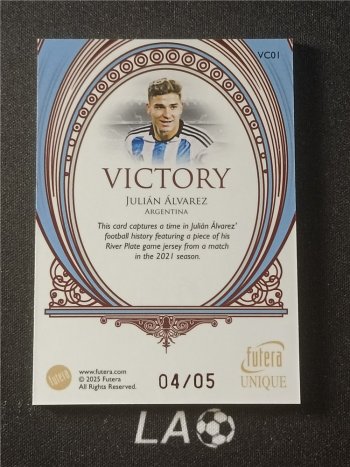 VC01
VICTORY
JULIÁN ÁLVAREZ
ARGENTINA
This card captures a time in Julián Álvarez'
football history featuring a piece of his
River Plate game jersey from a match
in the 2021 season.
futera
www.futera.com
© 2025 Futera
All Rights Reserved.
04/05
futera
UNIQUE
LA